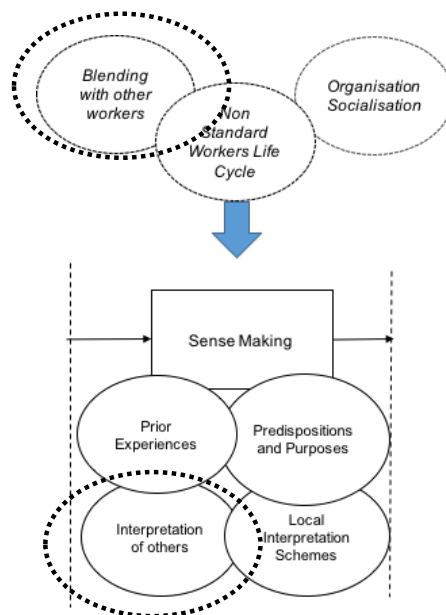 Blending
with other
workers
Organisation
Socialisation
Non
Standard
Workers Life
Cycle
Sense Making
Prior
Experiences
Predispositions
and Purposes
Interpretation
of others
Local
Interpretation
Schemes